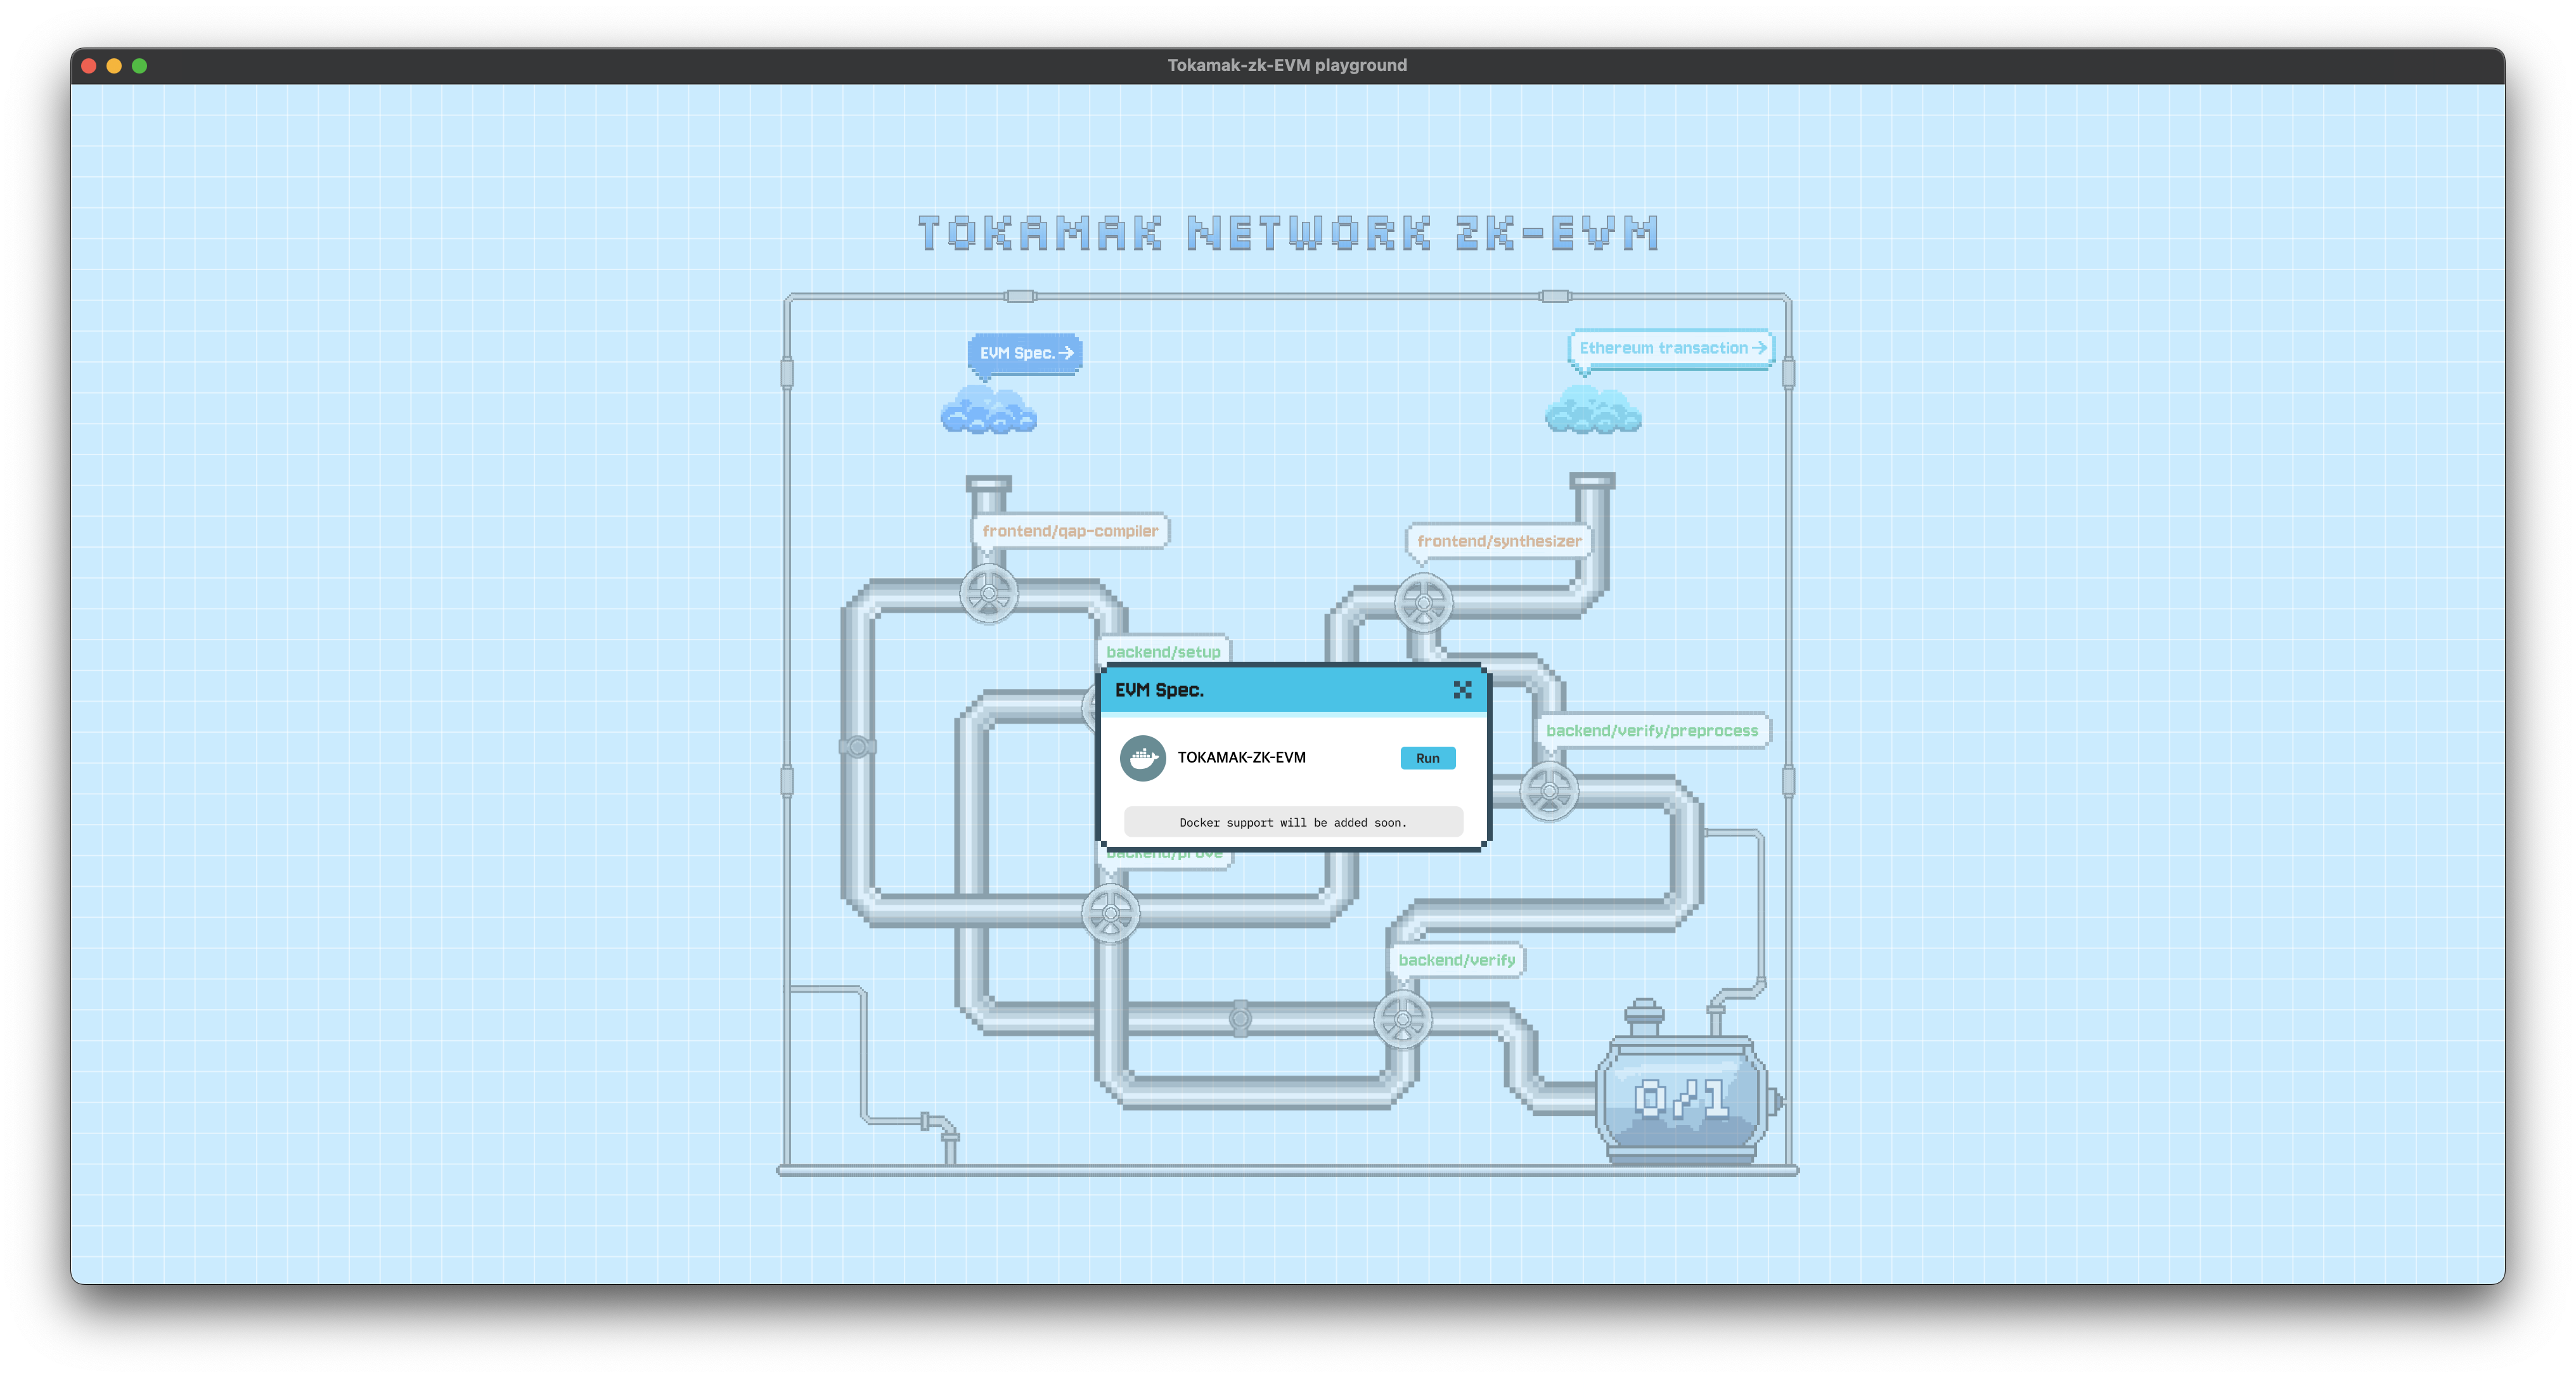 Tokamak-zk-EVM playground
TOKAMAK NETWORK ZK-EVM
EVM Spec.
Ethereum transaction
frontend/qap-compiler
frontend/synthesizer
backend/setup
EVM Spec.
TOKAMAK-ZK-EVM
Run
Docker support will be added soon.
backend/verify/preprocess
backend/prove
backend/verify
0/1